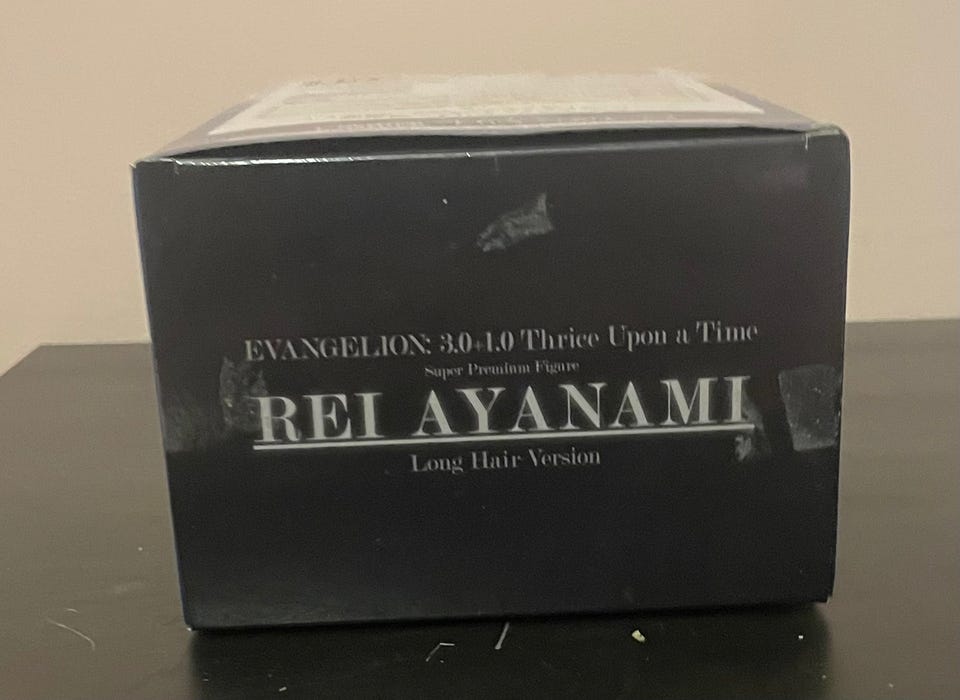 EVANGELION: 3.0+1.0 Thrice Upon a Time
Super Premium Figure
REI AYANAMI
Long Hair Version